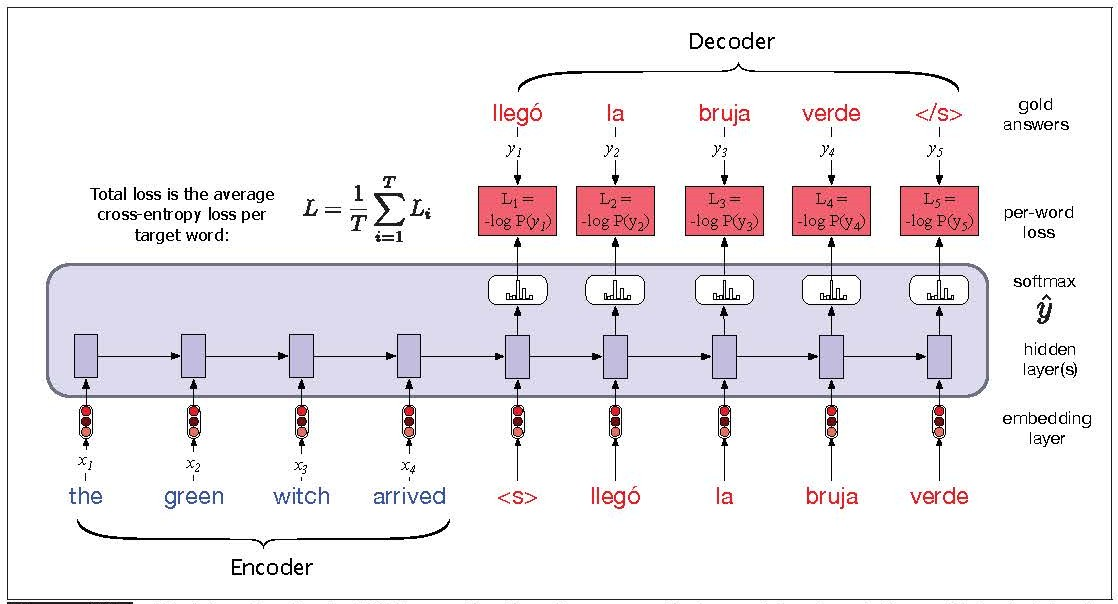 Decoder
llegó la bruja verde </s>
gold
answers
y1 y2 y3 y4 y5
Total loss is the average
cross-entropy loss per
target word:
L = 1/T ∑ i=1 T Li
L1 = -log P(y1)
L2 = -log P(y2)
L3 = -log P(y3)
L4 = -log P(y4)
L5 = -log P(y5)
per-word
loss
softmax
ŷ
hidden
layer(s)
embedding
layer
x1 x2 x3 x4
the green witch arrived <s> llegó la bruja verde
Encoder